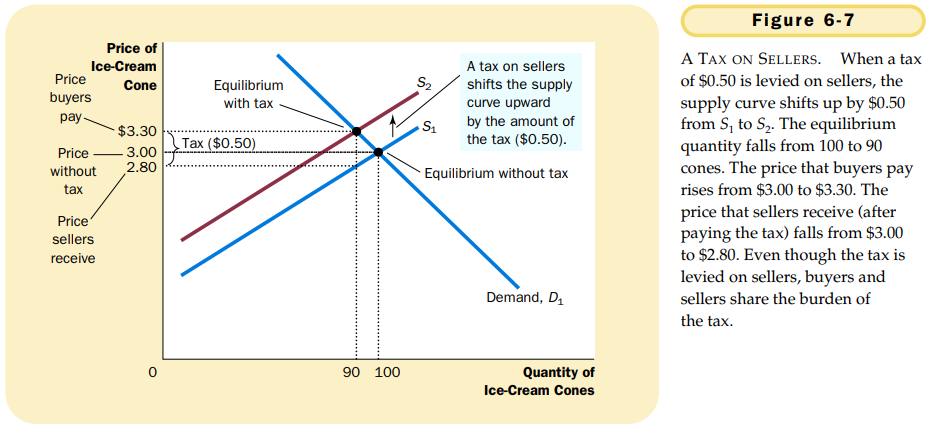 Price of
Ice-Cream
Cone
Price
buyers
pay
$3.30
Price
without
tax
3.00
2.80
Price
sellers
receive
Tax ($0.50)
Equilibrium
with tax
A tax on sellers
shifts the supply
curve upward
by the amount of
the tax ($0.50).
S2
S1
Equilibrium without tax
Demand, D1
0
90
100
Quantity of
Ice-Cream Cones
Figure 6-7
A TAX ON SELLERS. When a tax
of $0.50 is levied on sellers, the
supply curve shifts up by $0.50
from S1 to S2. The equilibrium
quantity falls from 100 to 90
cones. The price that buyers pay
rises from $3.00 to $3.30. The
price that sellers receive (after
paying the tax) falls from $3.00
to $2.80. Even though the tax is
levied on sellers, buyers and
sellers share the burden of
the tax.